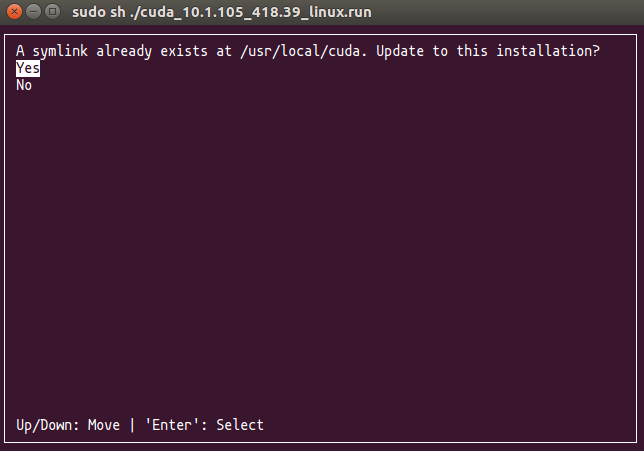 sudo sh ./cuda_10.1.105_418.39_linux.run
A symlink already exists at /usr/local/cuda. Update to this installation?
Yes
No
Up/Down: Move | 'Enter': Select